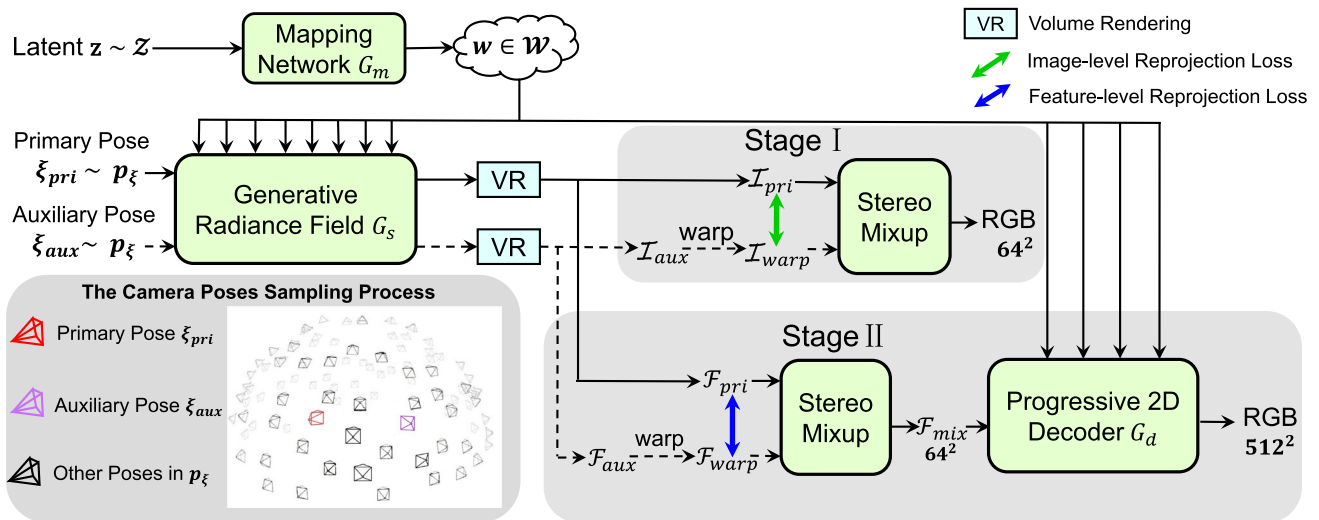 Latent z ~ 𝒵
Mapping
Network G_m
w ∈ 𝒲
VR
Volume Rendering
Image-level Reprojection Loss
Feature-level Reprojection Loss
Primary Pose
ξ_pri ~ p_ξ
Auxiliary Pose
ξ_aux ~ p_ξ
Generative
Radiance Field G_s
VR
VR
Stage Ⅰ
ℐ_pri
ℐ_aux
warp
ℐ_warp
Stereo
Mixup
RGB
64²
The Camera Poses Sampling Process
Primary Pose ξ_pri
Auxiliary Pose ξ_aux
Other Poses in p_ξ
Stage Ⅱ
ℱ_pri
ℱ_aux
warp
ℱ_warp
Stereo
Mixup
ℱ_mix
64²
Progressive 2D
Decoder G_d
RGB
512²